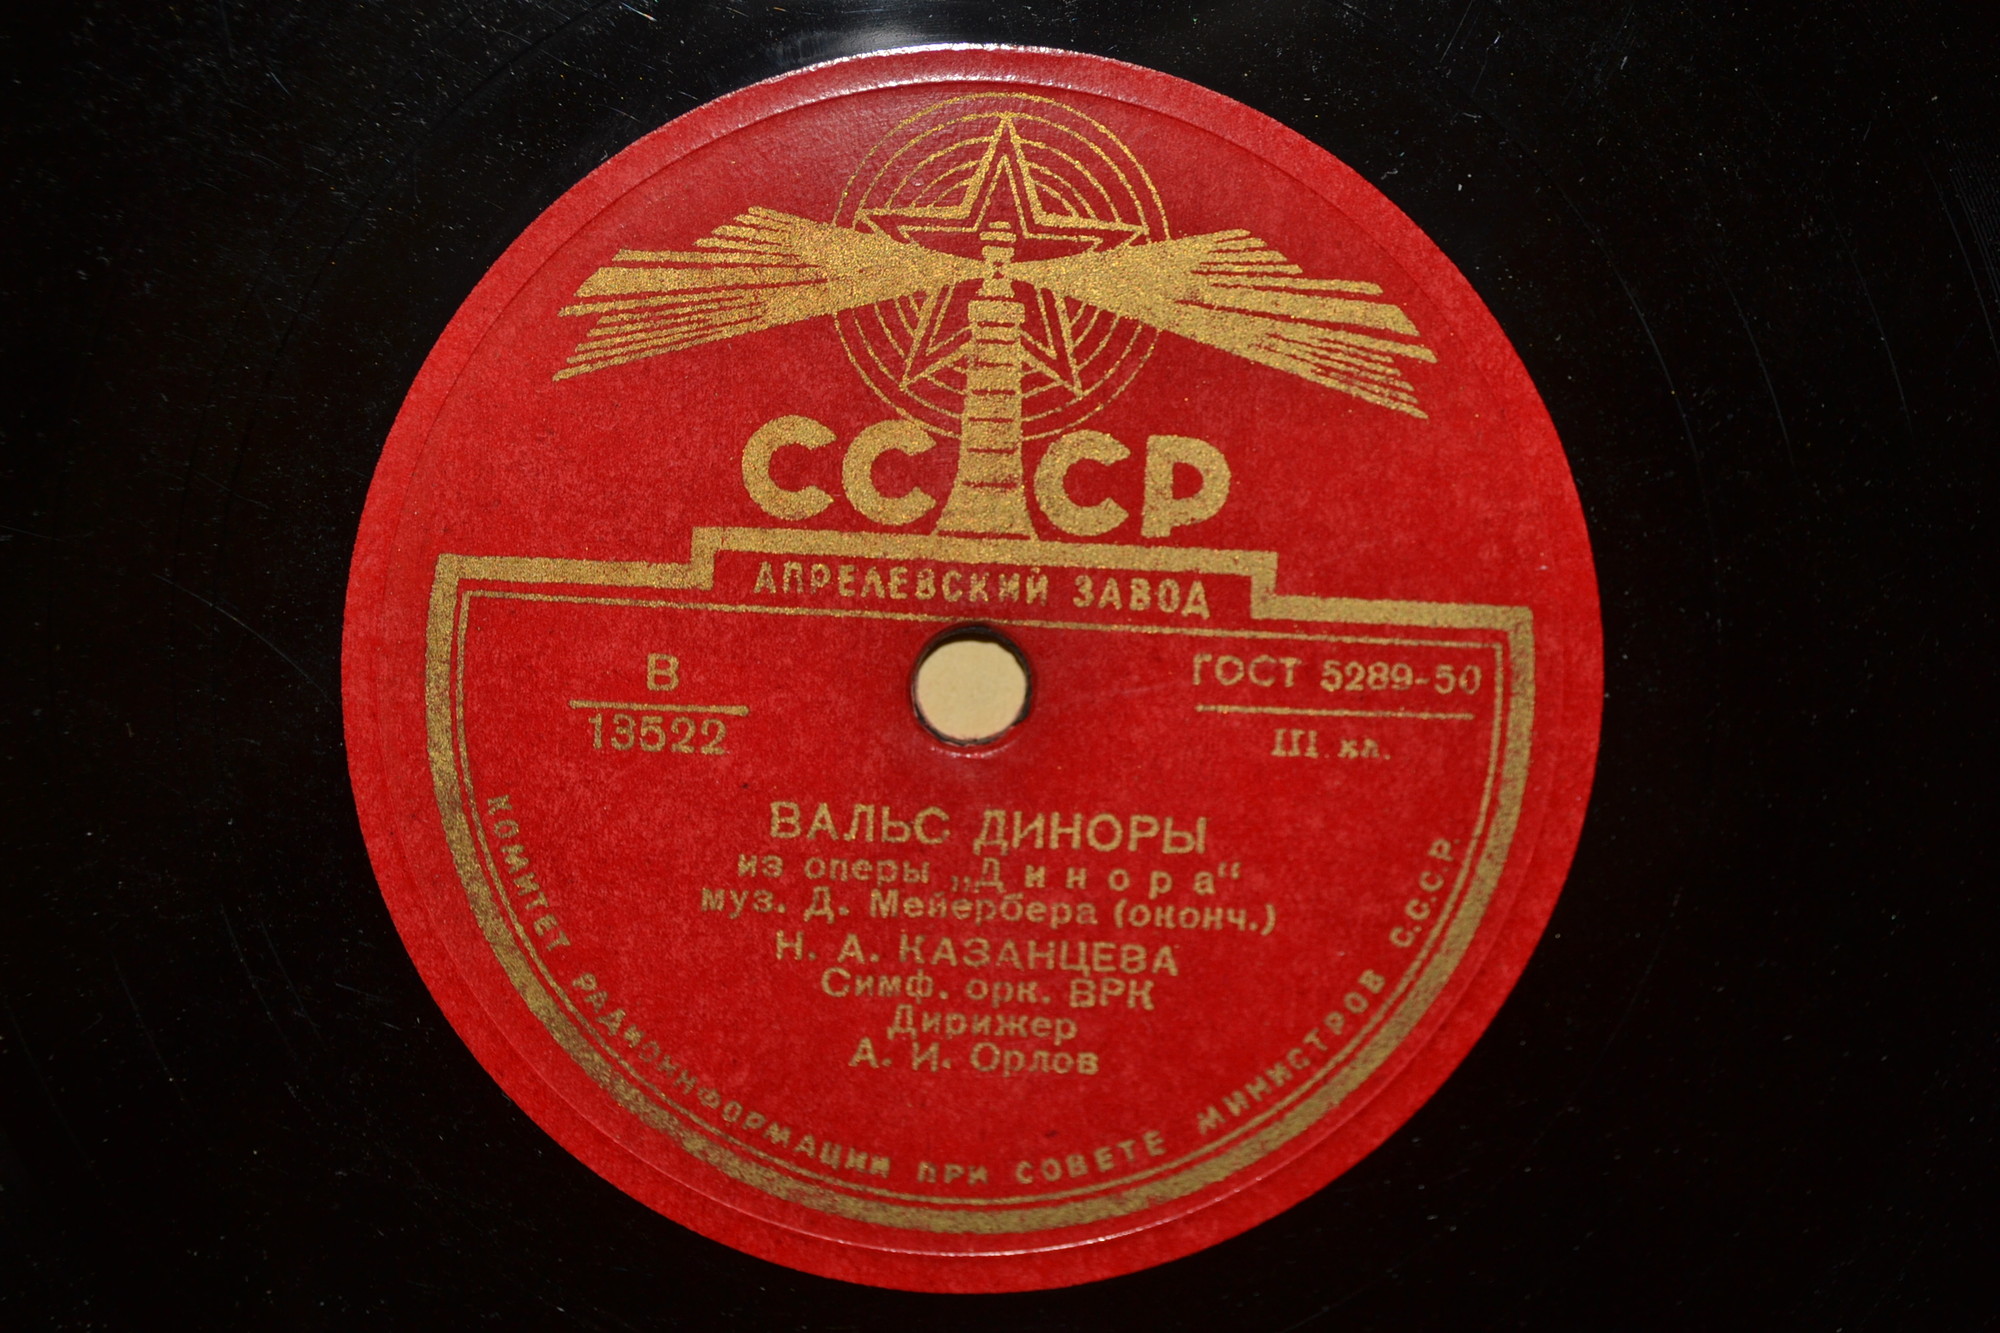 СССР
АПРЕЛЕВСКИЙ ЗАВОД
В
13522
ГОСТ 5289-50
III кл.
ВАЛЬС ДИНОРЫ
из оперы „Динора“
муз. Д. Мейербера (оконч.)
Н. А. КАЗАНЦЕВА
Симф. орк. ВРК
Дирижер
А. И. Орлов
КОМИТЕТ РАДИОИНФОРМАЦИИ ПРИ СОВЕТЕ МИНИСТРОВ С.С.С.Р.